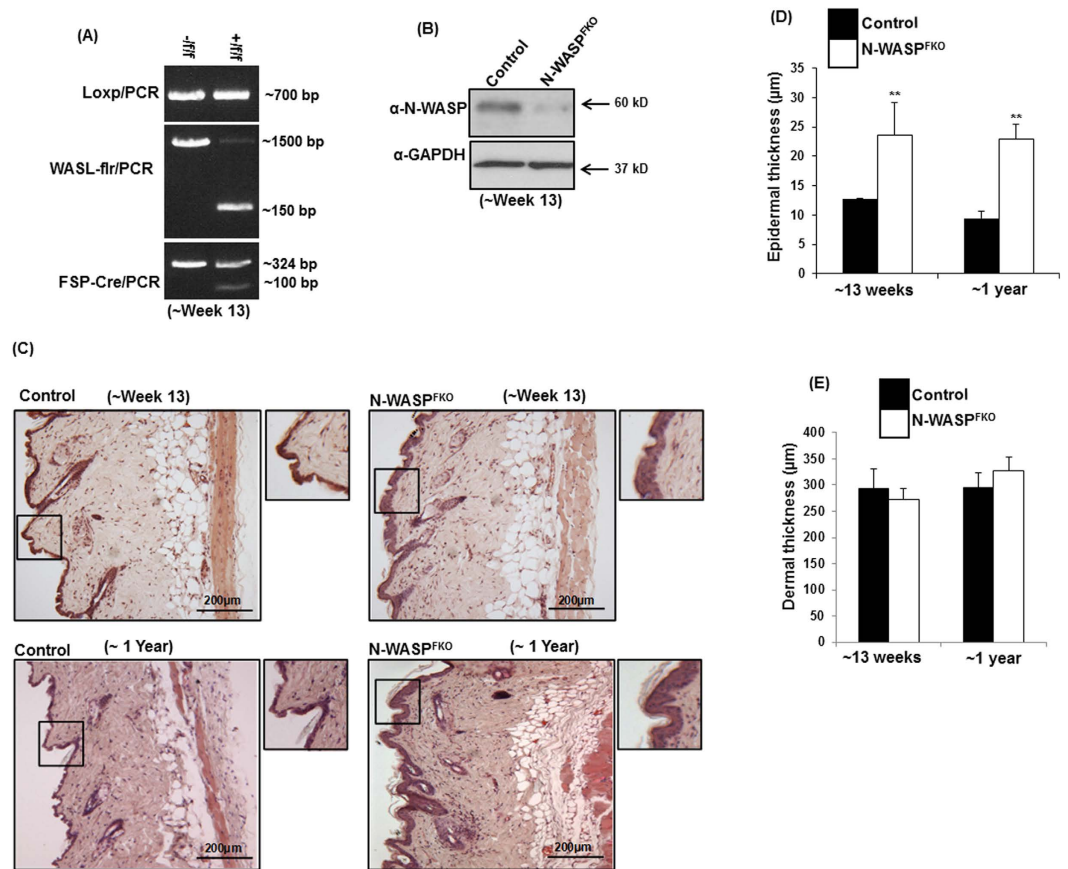 (A)
-/f/f
+/f/f
Loxp/PCR
~700 bp
WASL-flr/PCR
~1500 bp
~150 bp
FSP-Cre/PCR
~324 bp
~100 bp
(~Week 13)
(B)
Control
N-WASPFKO
α-N-WASP
60 kD
α-GAPDH
37 kD
(~Week 13)
(C)
Control
(~Week 13)
200µm
N-WASPFKO
(~Week 13)
200µm
Control
(~ 1 Year)
200µm
N-WASPFKO
(~ 1 Year)
200µm
(D)
Control
N-WASPFKO
Epidermal thickness (µm)
35
30
25
20
15
10
5
0
**
**
~13 weeks
~1 year
(E)
Control
N-WASPFKO
Dermal thickness (µm)
400
350
300
250
200
150
100
50
0
~13 weeks
~1 year